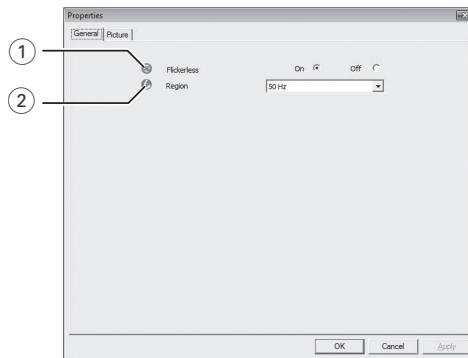 Properties
General Picture
1 Flickerless On Off
2 Region 50 Hz
OK Cancel Apply